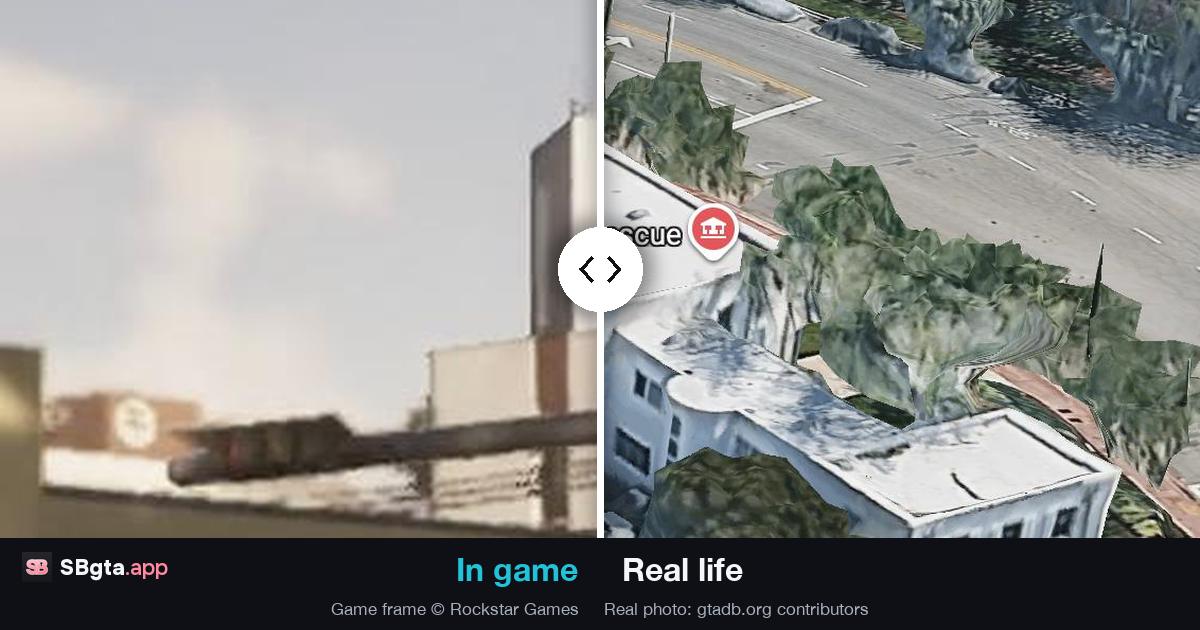 scue
SB SBgta.app
In game
Real life
Game frame © Rockstar Games
Real photo: gtadb.org contributors